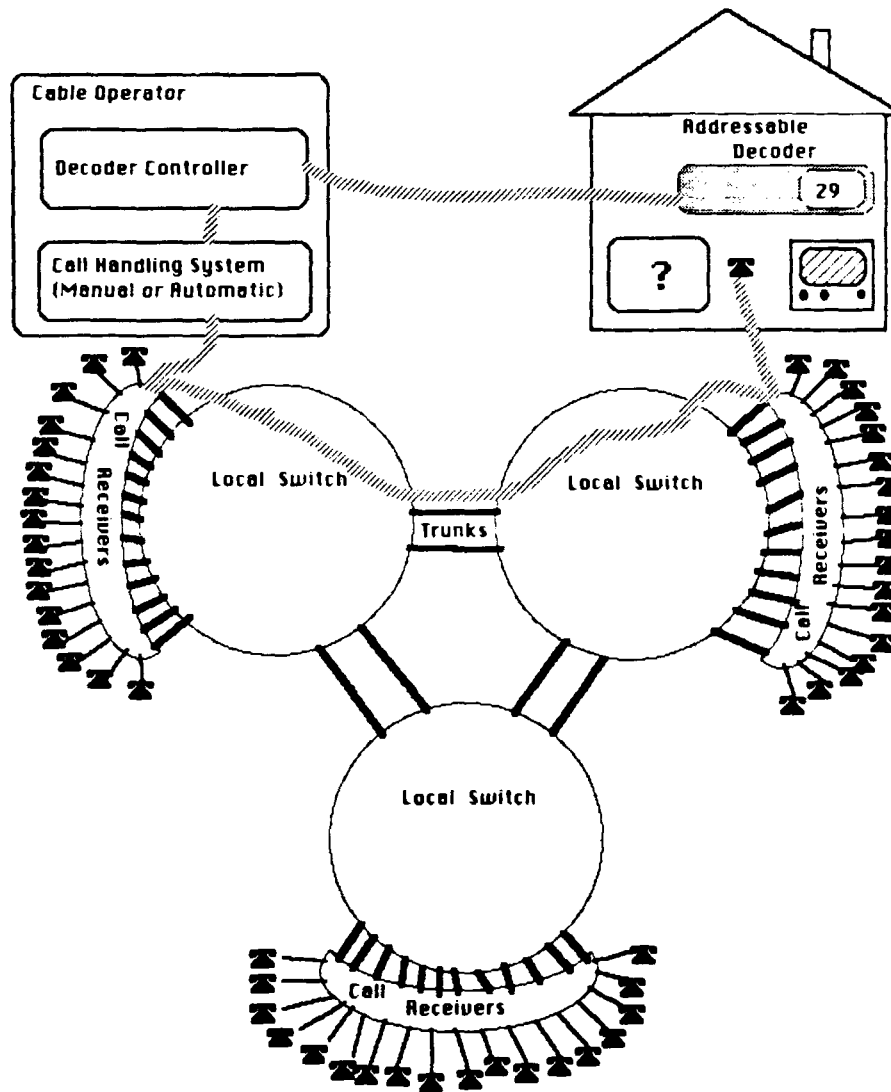 Cable Operator
Decoder Controller
Call Handling System
(Manual or Automatic)
Addressable
Decoder
29
?
Call
Receivers
Local Switch
Trunks
Local Switch
Call
Receivers
Local Switch
Call
Receivers